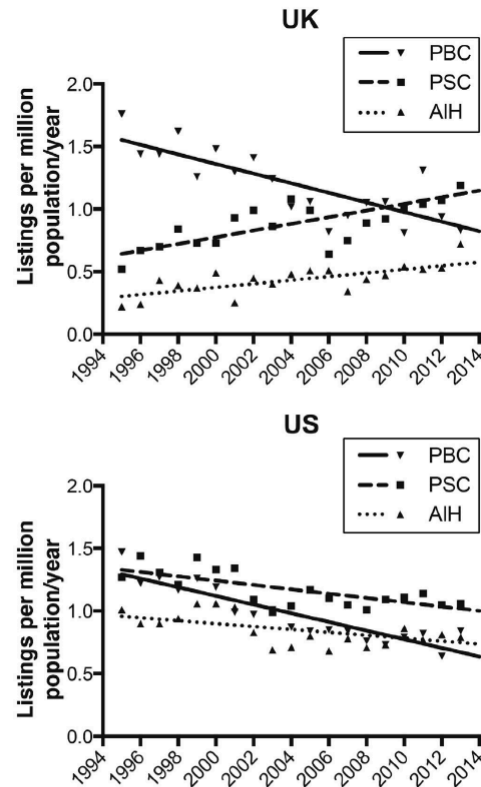 UK
PBC
PSC
AIH
Listings per million
population/year
2.0
1.5
1.0
0.5
0.0
1994
1996
1998
2000
2002
2004
2006
2008
2010
2012
2014
US
PBC
PSC
AIH
Listings per million
population/year
2.0
1.5
1.0
0.5
0.0
1994
1996
1998
2000
2002
2004
2006
2008
2010
2012
2014